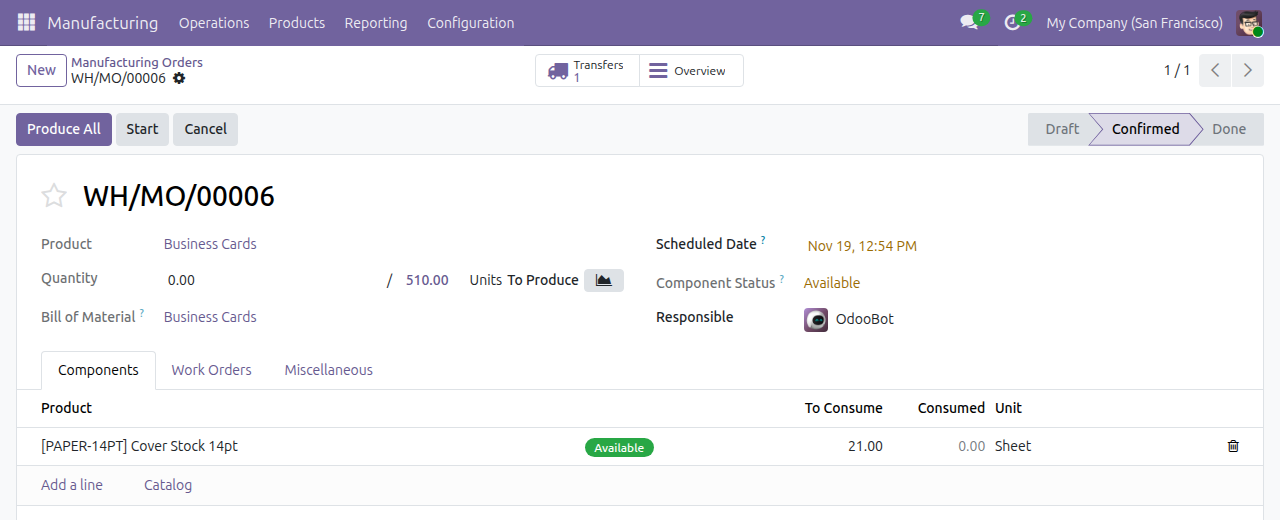 Manufacturing Operations Products Reporting Configuration 7 2 My Company (San Francisco)
New Manufacturing Orders Transfers
WH/MO/00006 1 Overview 1 / 1
Produce All Start Cancel Draft Confirmed Done
WH/MO/00006
Product Business Cards Scheduled Date ? Nov 19, 12:54 PM
Quantity 0.00 / 510.00 Units To Produce Component Status ? Available
Bill of Material ? Business Cards Responsible OdooBot
Components Work Orders Miscellaneous
Product To Consume Consumed Unit
[PAPER-14PT] Cover Stock 14pt Available 21.00 0.00 Sheet
Add a line Catalog